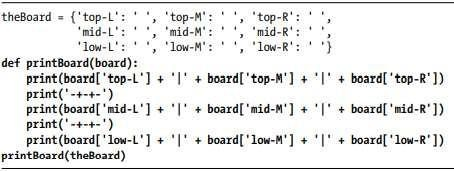 theBoard = {'top-L': ' ', 'top-M': ' ', 'top-R': ' ',
            'mid-L': ' ', 'mid-M': ' ', 'mid-R': ' ',
            'low-L': ' ', 'low-M': ' ', 'low-R': ' '}
def printBoard(board):
    print(board['top-L'] + '|' + board['top-M'] + '|' + board['top-R'])
    print('-+-+-')
    print(board['mid-L'] + '|' + board['mid-M'] + '|' + board['mid-R'])
    print('-+-+-')
    print(board['low-L'] + '|' + board['low-M'] + '|' + board['low-R'])
printBoard(theBoard)